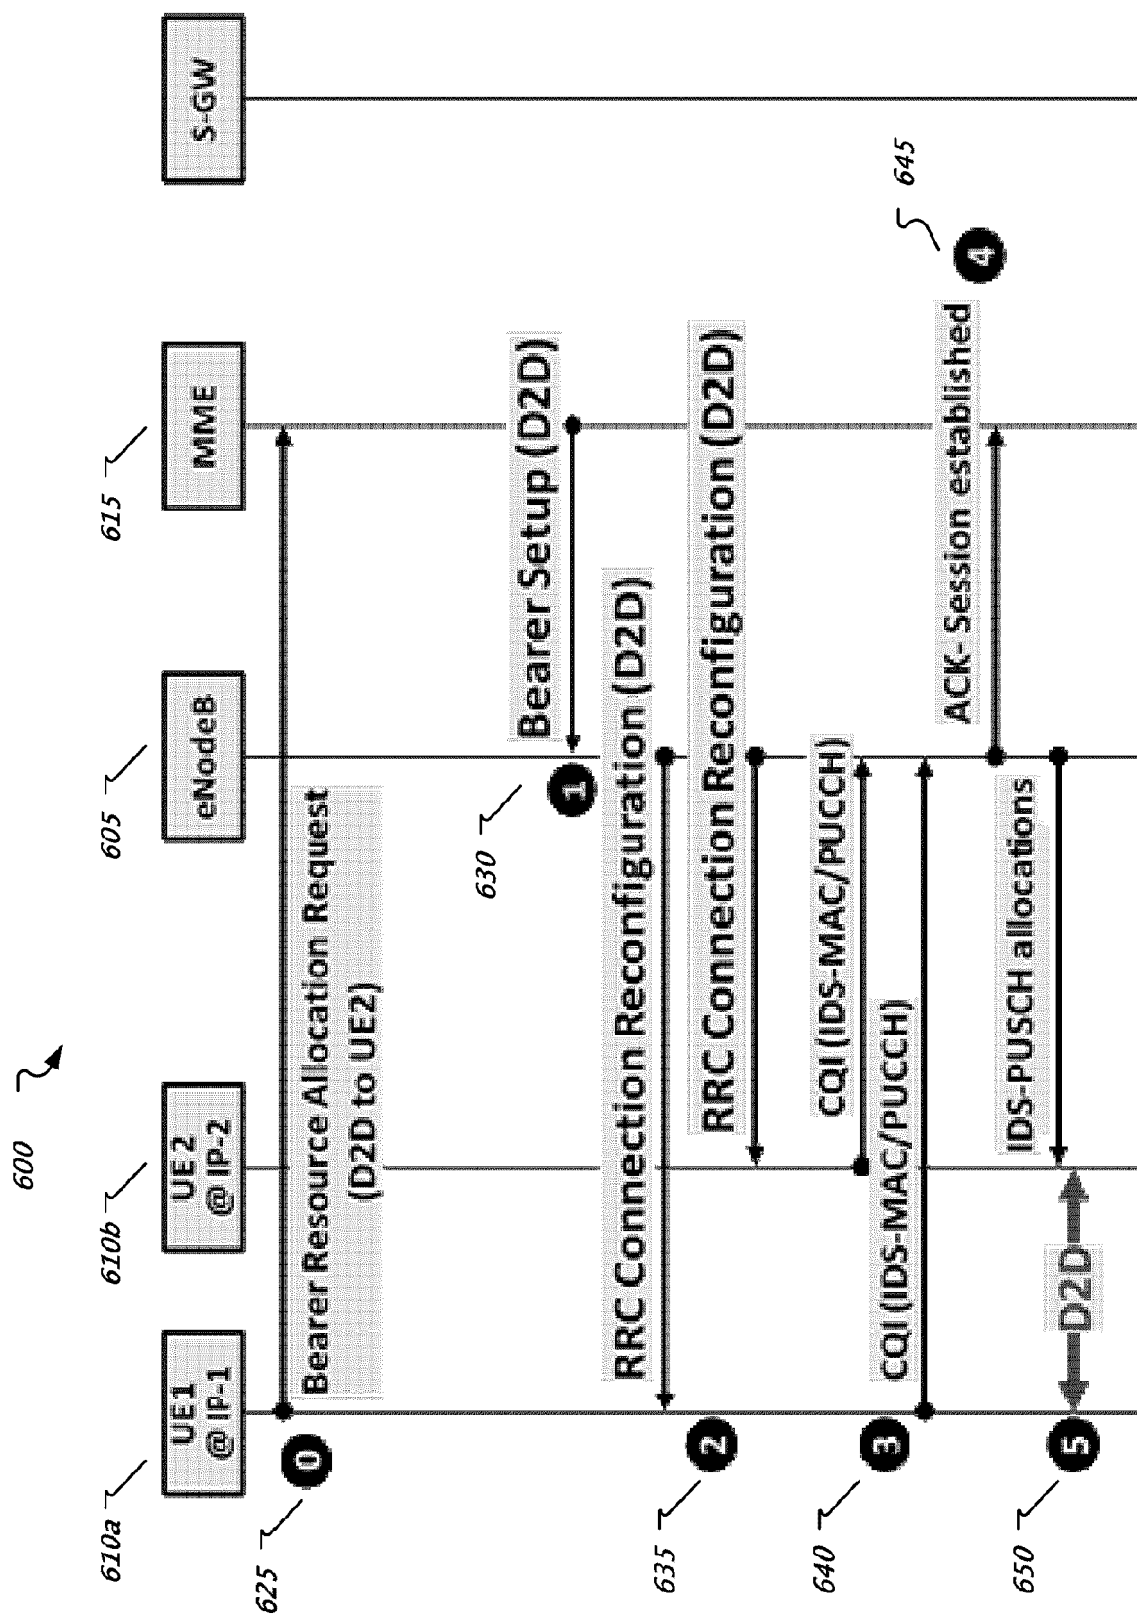 600
610a
610b
605
615
UE1
@ IP-1
UE2
@ IP-2
eNodeB
MME
S-GW
625
0
Bearer Resource Allocation Request
(D2D to UE2)
630
1
Bearer Setup (D2D)
635
2
RRC Connection Reconfiguration (D2D)
RRC Connection Reconfiguration (D2D)
640
3
CQI (IDS-MAC/PUCCH)
CQI (IDS-MAC/PUCCH)
645
4
ACK- Session established
650
5
IDS-PUSCH allocations
D2D